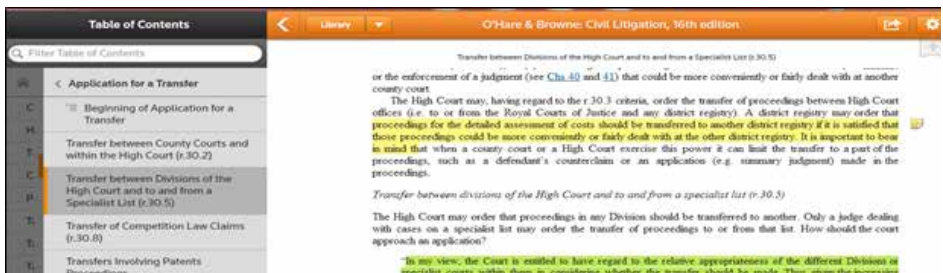 Table of Contents
Library
O'Hare & Browne: Civil Litigation, 16th edition
Filter Table of Contents
Application for a Transfer
Beginning of Application for a
Transfer
Transfer between County Courts and
within the High Court (r.30.2)
Transfer between Divisions of the
High Court and to and from a
Specialist List (r.30.5)
Transfer of Competition Law Claims
(r.30.8)
Transfers Involving Patents
Proceedings
Transfer between Divisions of the High Court and to and from a Specialist List (r.30.5)
or the enforcement of a judgment (see Chs 40 and 41) that could be more conveniently or fairly dealt with at another
county court.
The High Court may, having regard to the r 30.3 criteria, order the transfer of proceedings between High Court
offices (i.e. to or from the Royal Courts of Justice and any district registry). A district registry may order that
proceedings for the detailed assessment of costs should be transferred to another district registry if it is satisfied that
those proceedings could be more conveniently or fairly dealt with at the other district registry. It is important to bear
in mind that when a county court or a High Court exercise this power it can limit the transfer to a part of the
proceedings, such as a defendant's counterclaim or an application (e.g. summary judgment) made in the
proceedings.
Transfer between divisions of the High Court and to and from a specialist list (r.30.5)
The High Court may order that proceedings in any Division should be transferred to another. Only a judge dealing
with cases on a specialist list may order the transfer of proceedings to or from that list. How should the court
approach an application?
"In my view, the Court is entitled to have regard to the relative appropriateness of the different Divisions or